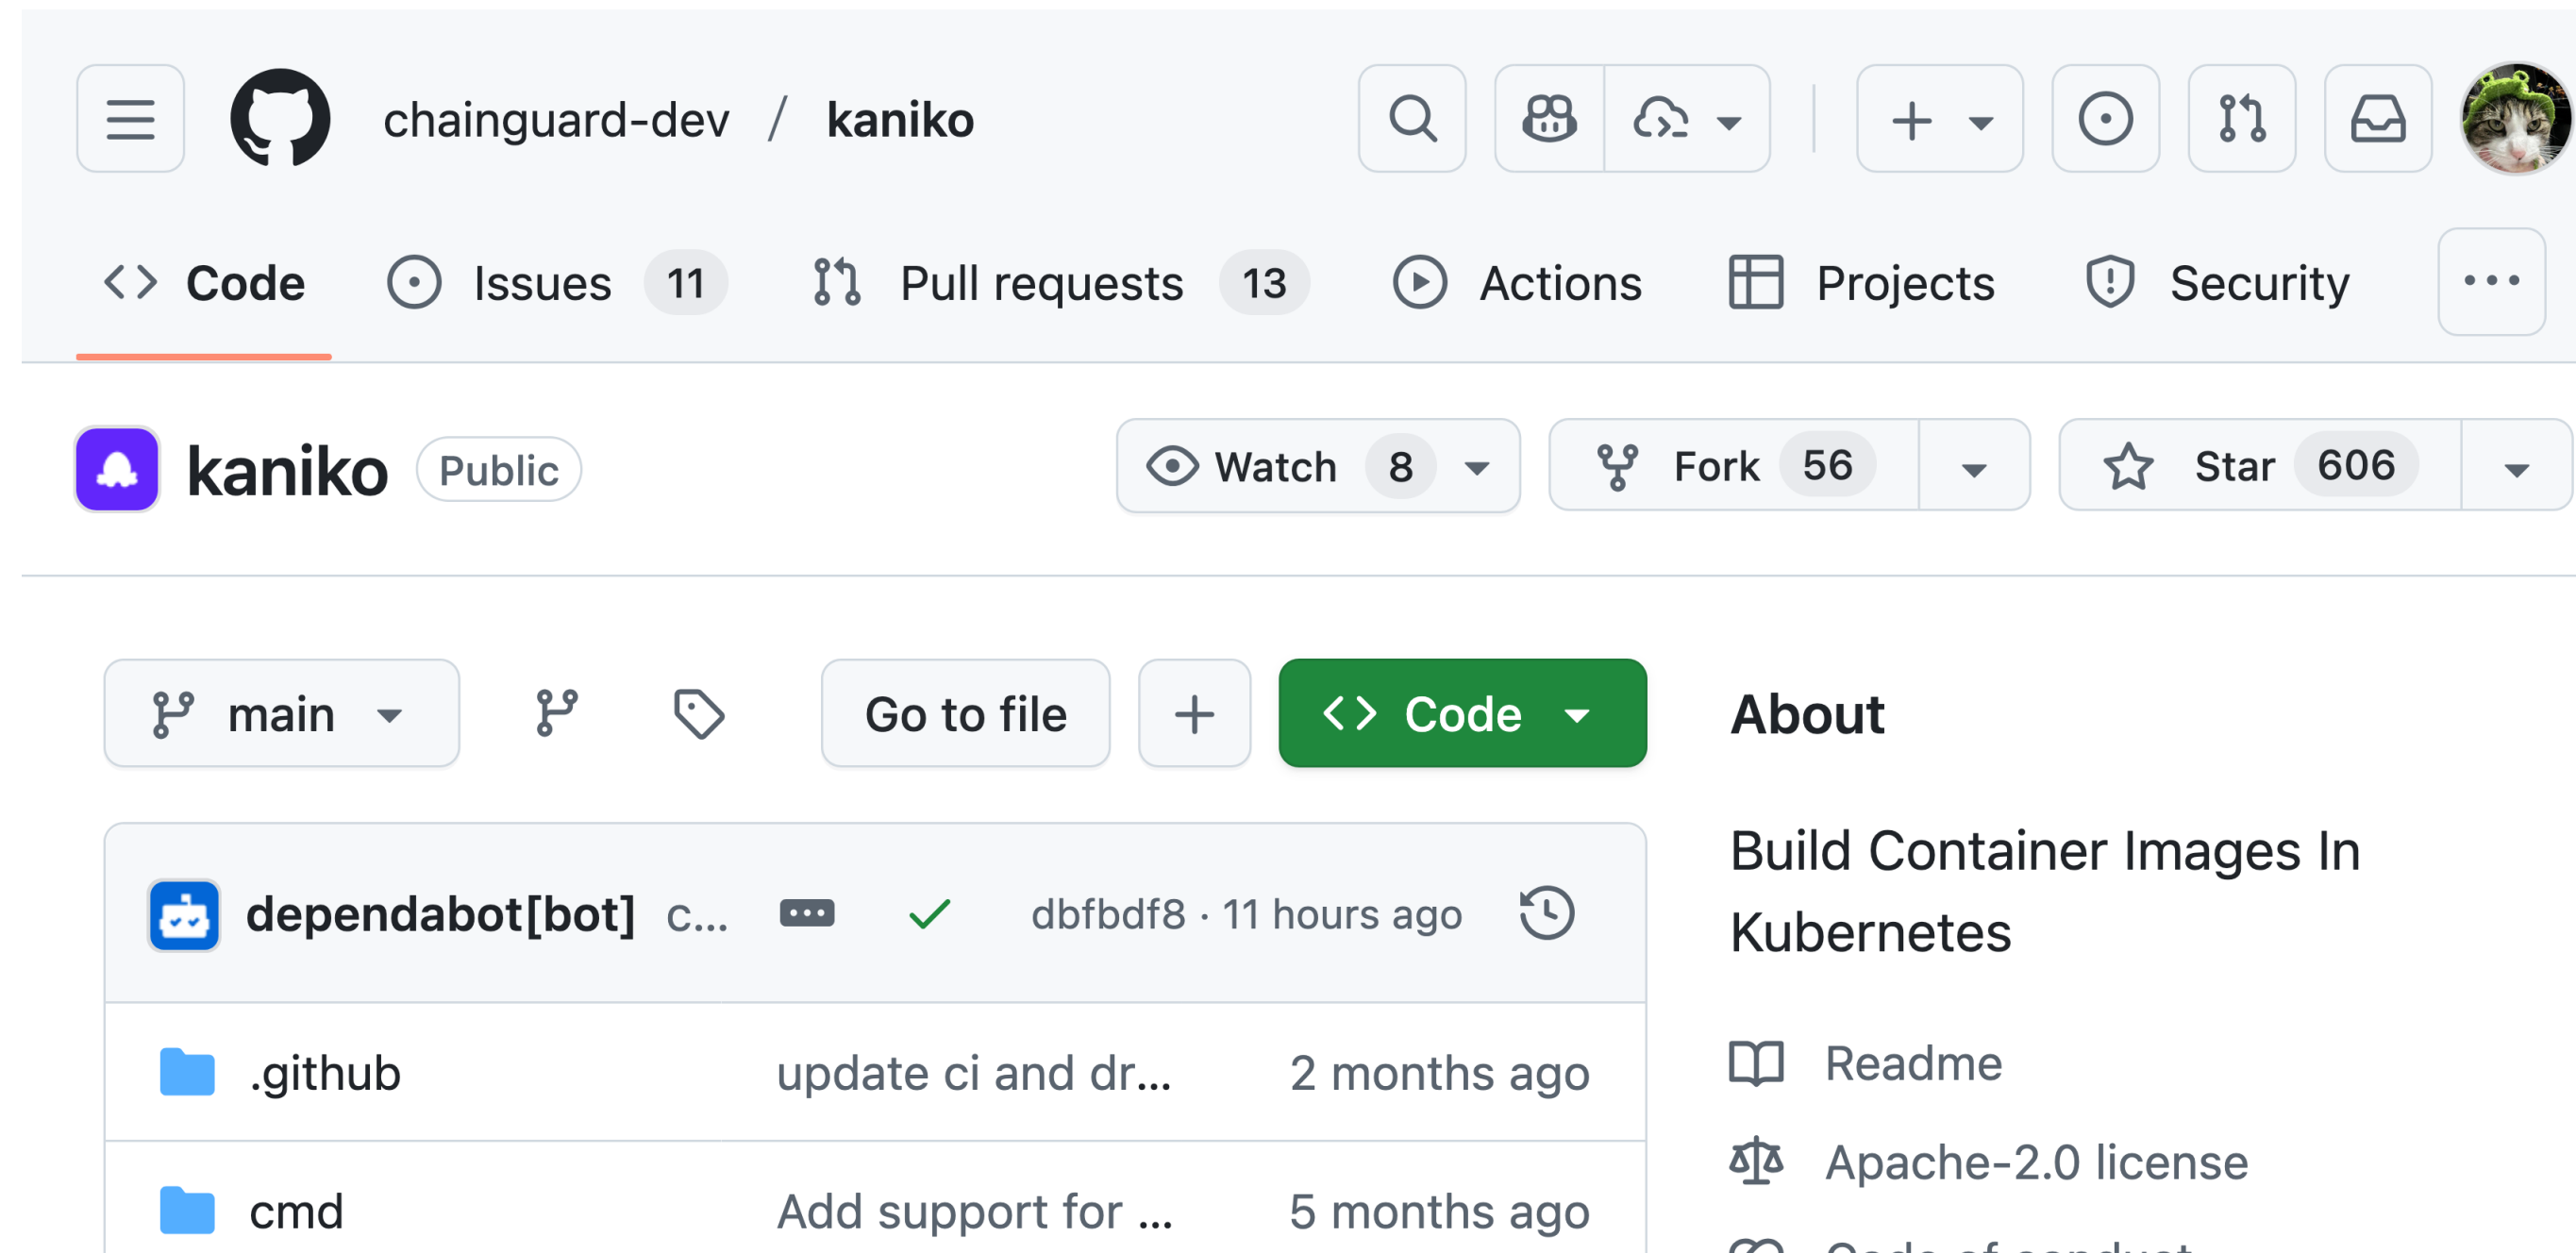 chainguard-dev / kaniko
Code Issues 11 Pull requests 13 Actions Projects Security
kaniko Public Watch 8 Fork 56 Star 606
main Go to file Code
About
Build Container Images In
Kubernetes
dependabot[bot] c... dbfbdf8 · 11 hours ago
.github update ci and dr... 2 months ago
cmd Add support for ... 5 months ago
Readme
Apache-2.0 license
Code of conduct